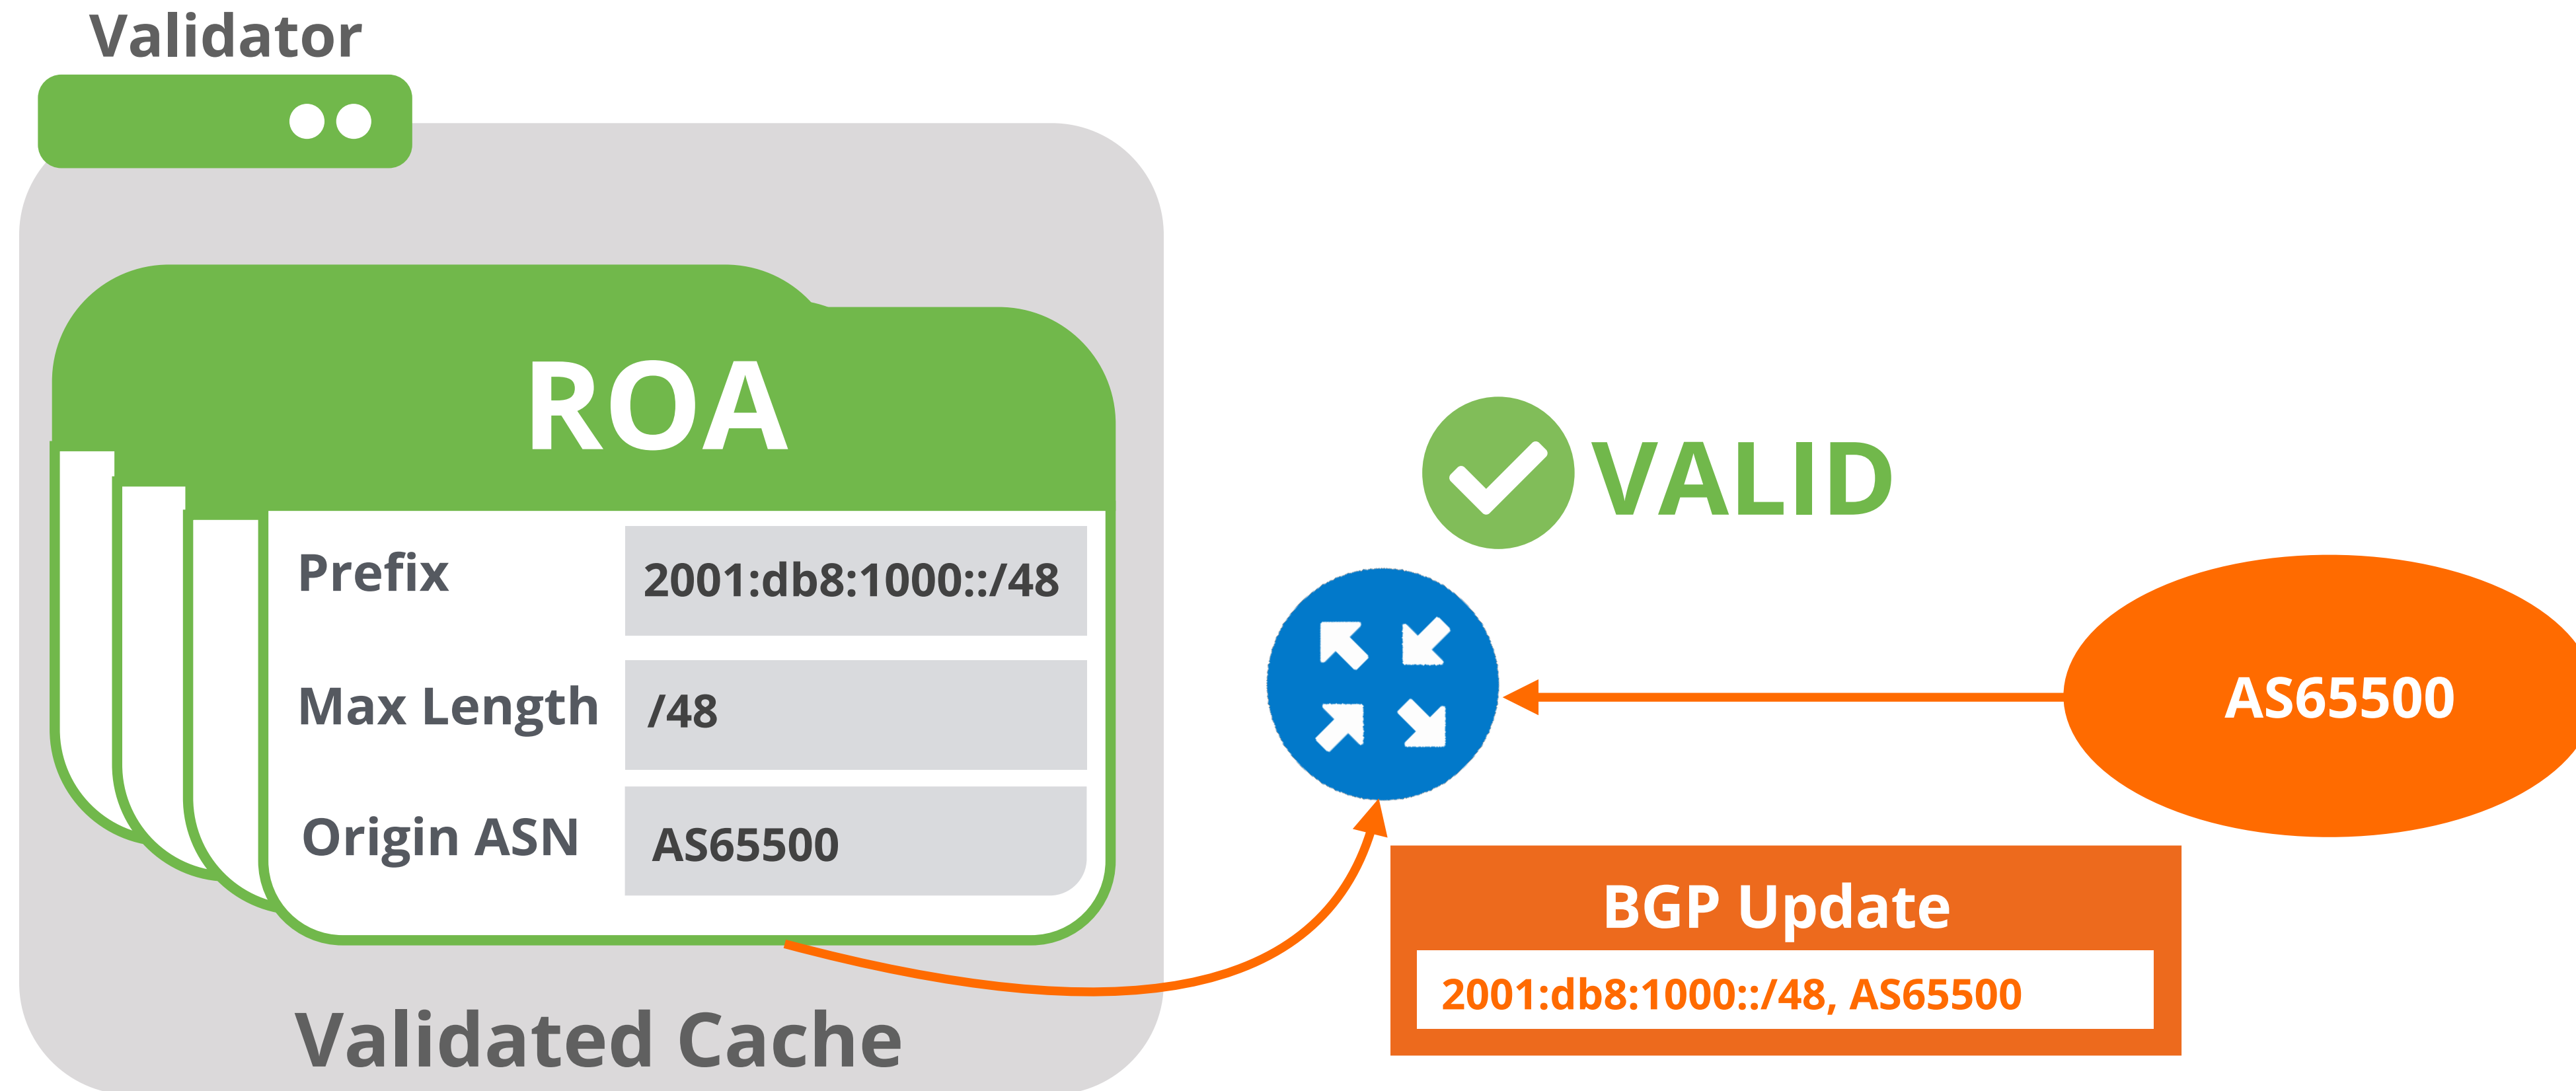 Validator
ROA
Prefix 2001:db8:1000::/48
Max Length /48
Origin ASN AS65500
Validated Cache
VALID
AS65500
BGP Update
2001:db8:1000::/48, AS65500